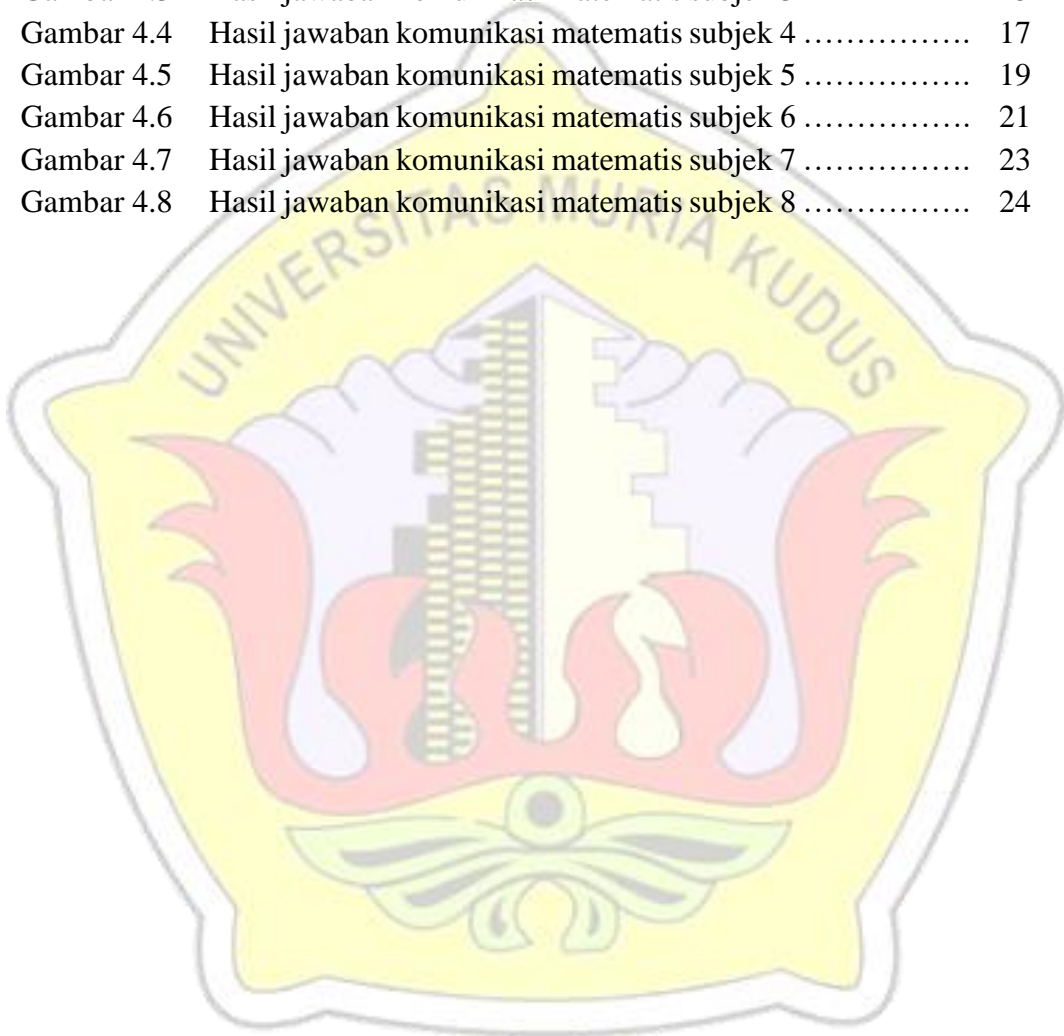 Gambar 4.4 Hasil jawaban komunikasi matematis subjek 4 ……………. 17
Gambar 4.5 Hasil jawaban komunikasi matematis subjek 5 ……………. 19
Gambar 4.6 Hasil jawaban komunikasi matematis subjek 6 ……………. 21
Gambar 4.7 Hasil jawaban komunikasi matematis subjek 7 ……………. 23
Gambar 4.8 Hasil jawaban komunikasi matematis subjek 8 ……………. 24
UNIVERSITAS MURIA KUDUS